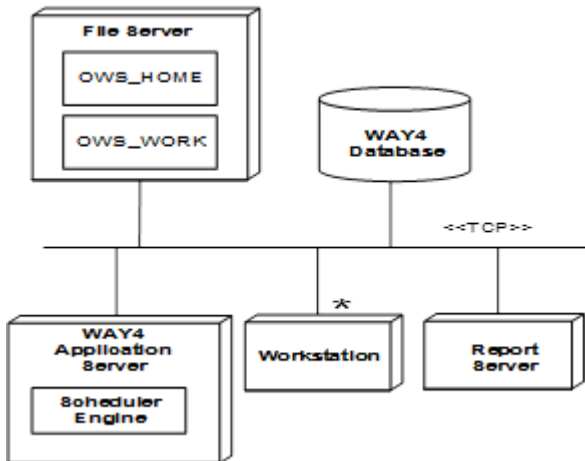 File Server
OWS_HOME
OWS_WORK
WAY4
Database
<<TCP>>
WAY4
Application
Server
Scheduler
Engine
*
Workstation
Report
Server